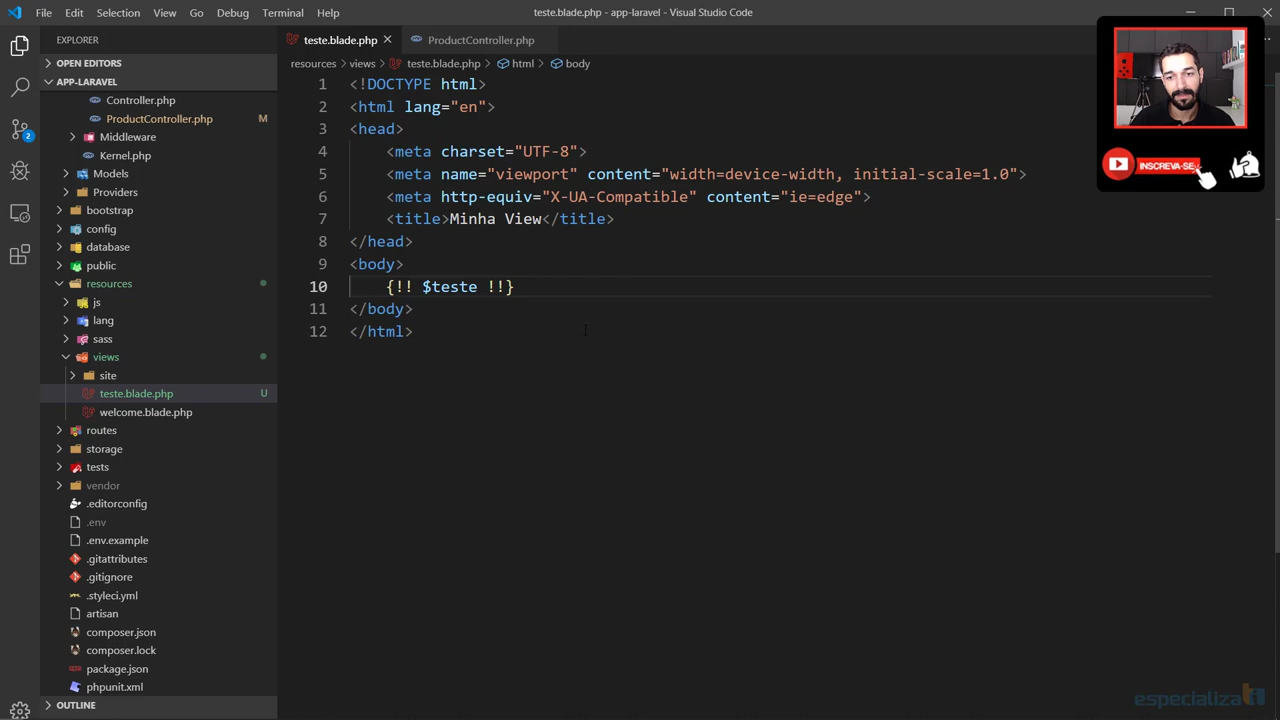 File Edit Selection View Go Debug Terminal Help
teste.blade.php - app-laravel - Visual Studio Code
EXPLORER
OPEN EDITORS
APP-LARAVEL
Controller.php
ProductController.php M
Middleware
Kernel.php
Models
Providers
bootstrap
config
database
public
resources
js
lang
sass
views
site
teste.blade.php U
welcome.blade.php
routes
storage
tests
vendor
.editorconfig
.env
.env.example
.gitattributes
.gitignore
.styleci.yml
artisan
composer.json
composer.lock
package.json
phpunit.xml
OUTLINE
2
teste.blade.php ProductController.php
resources > views > teste.blade.php > html > body
1 <!DOCTYPE html>
2 <html lang="en">
3 <head>
4 <meta charset="UTF-8">
5 <meta name="viewport" content="width=device-width, initial-scale=1.0">
6 <meta http-equiv="X-UA-Compatible" content="ie=edge">
7 <title>Minha View</title>
8 </head>
9 <body>
10 {!! $teste !!}
11 </body>
12 </html>
INSCREVA-SE
especializati